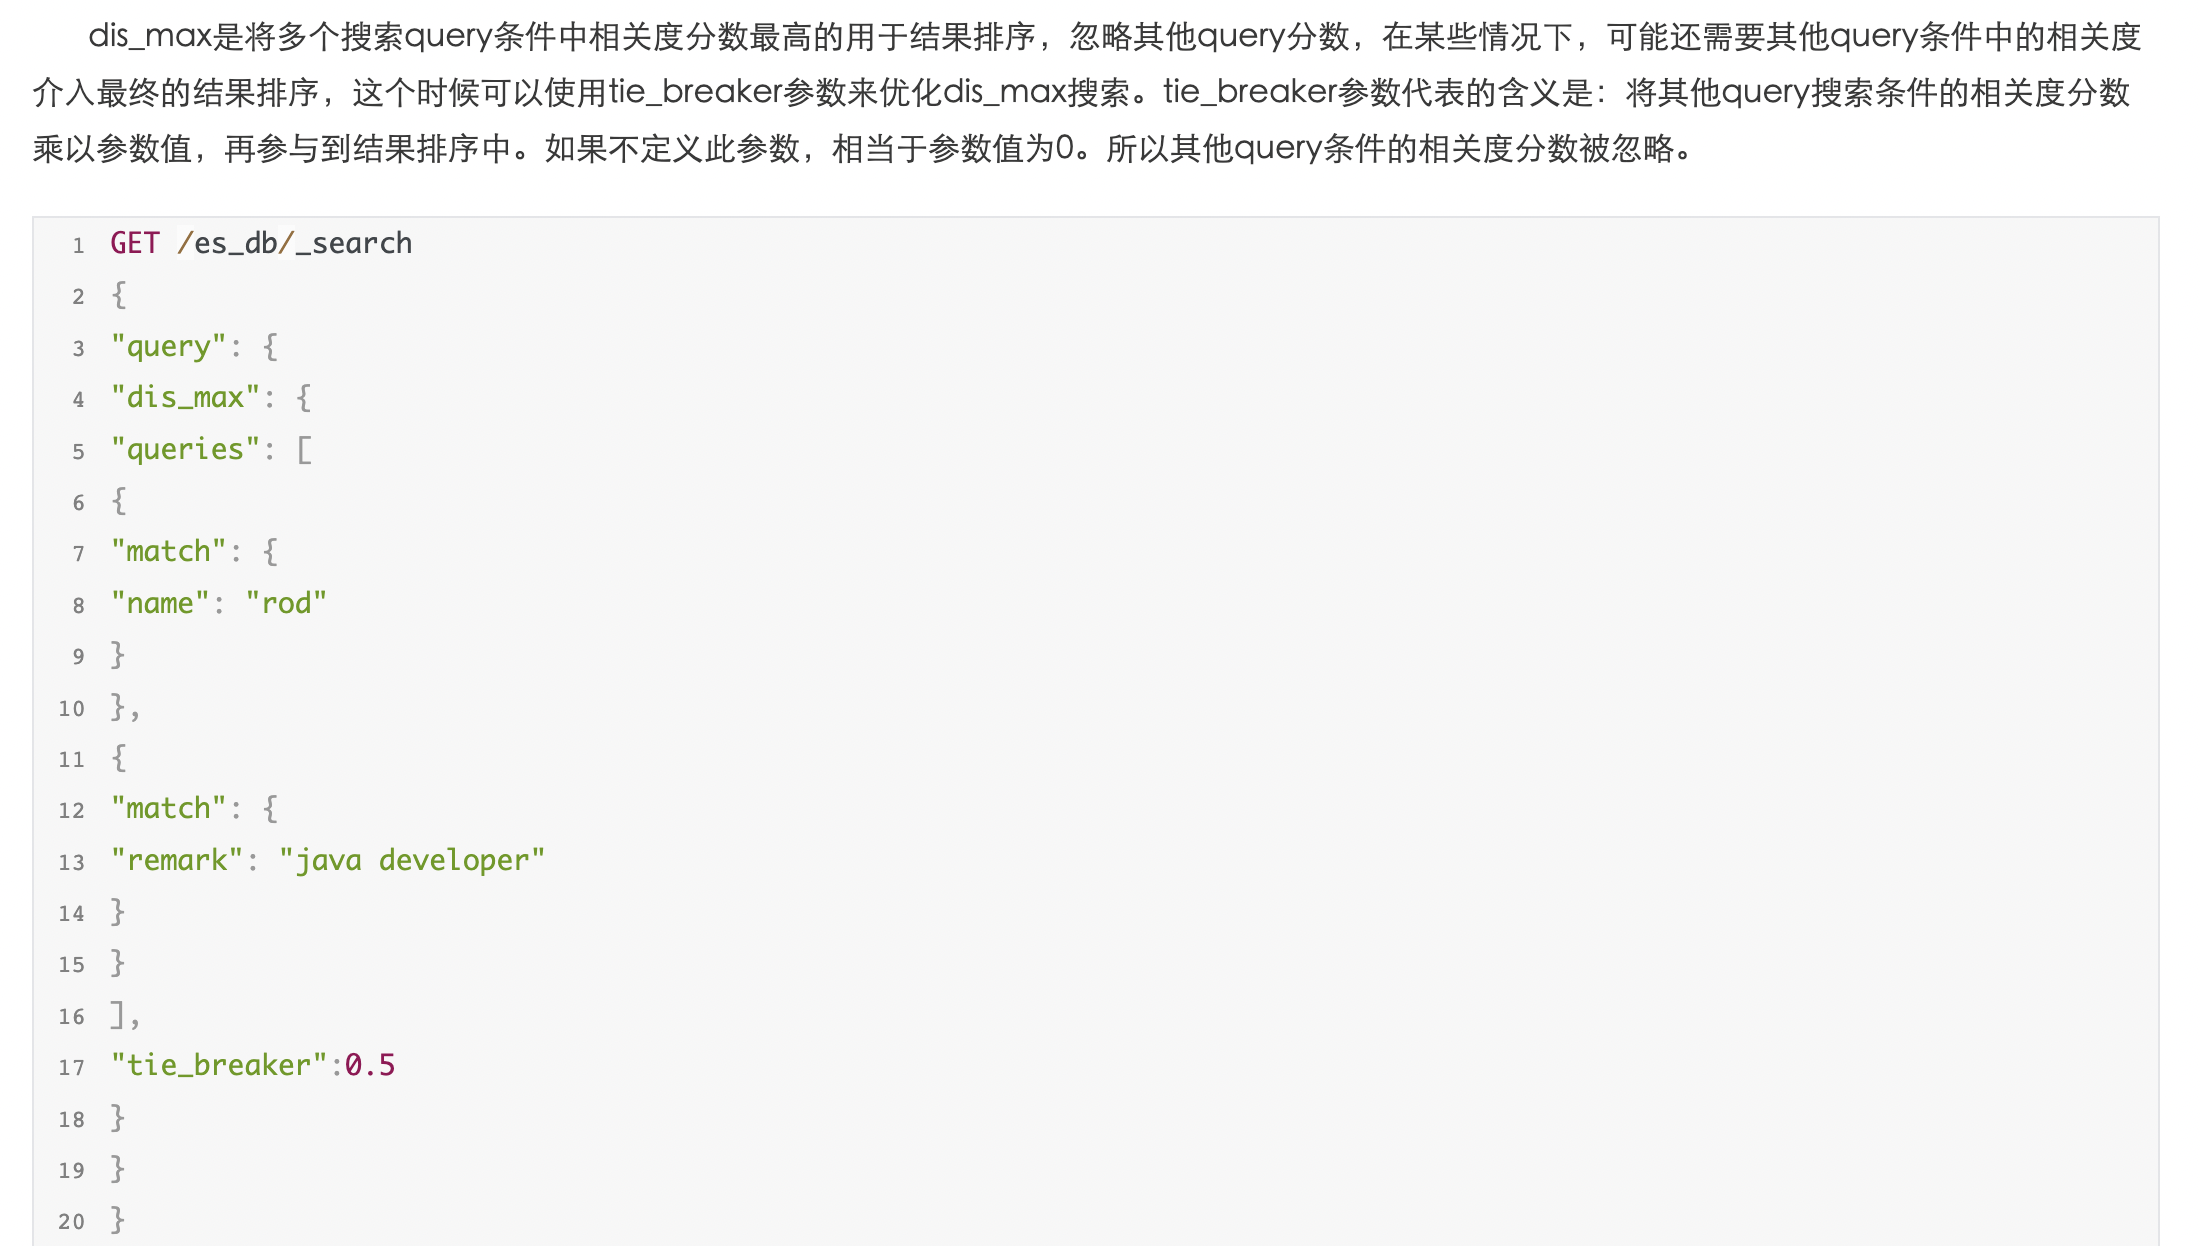 dis_max是将多个搜索query条件中相关度分数最高的用于结果排序，忽略其他query分数，在某些情况下，可能还需要其他query条件中的相关度
介入最终的结果排序，这个时候可以使用tie_breaker参数来优化dis_max搜索。tie_breaker参数代表的含义是：将其他query搜索条件的相关度分数
乘以参数值，再参与到结果排序中。如果不定义此参数，相当于参数值为0。所以其他query条件的相关度分数被忽略。
1 GET /es_db/_search
2 {
3 "query": {
4 "dis_max": {
5 "queries": [
6 {
7 "match": {
8 "name": "rod"
9 }
10 },
11 {
12 "match": {
13 "remark": "java developer"
14 }
15 }
16 ],
17 "tie_breaker":0.5
18 }
19 }
20 }